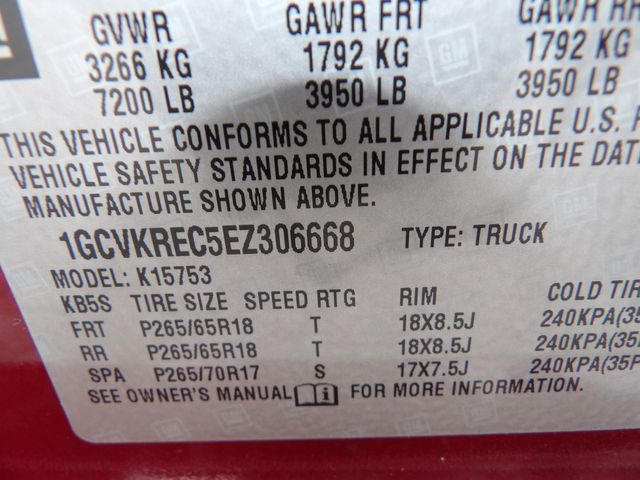 GVWR GAWR FRT GAWR RR
3266 KG 1792 KG 1792 KG
7200 LB 3950 LB 3950 LB
THIS VEHICLE CONFORMS TO ALL APPLICABLE U.S.
VEHICLE SAFETY STANDARDS IN EFFECT ON THE DATE
MANUFACTURE SHOWN ABOVE.
1GCVKREC5EZ306668 TYPE: TRUCK
MODEL: K15753
KB5S TIRE SIZE SPEED RTG RIM COLD TIR
FRT P265/65R18 T 18X8.5J 240KPA(35
RR P265/65R18 T 18X8.5J 240KPA(35
SPA P265/70R17 S 17X7.5J 240KPA(35P
SEE OWNER'S MANUAL FOR MORE INFORMATION.